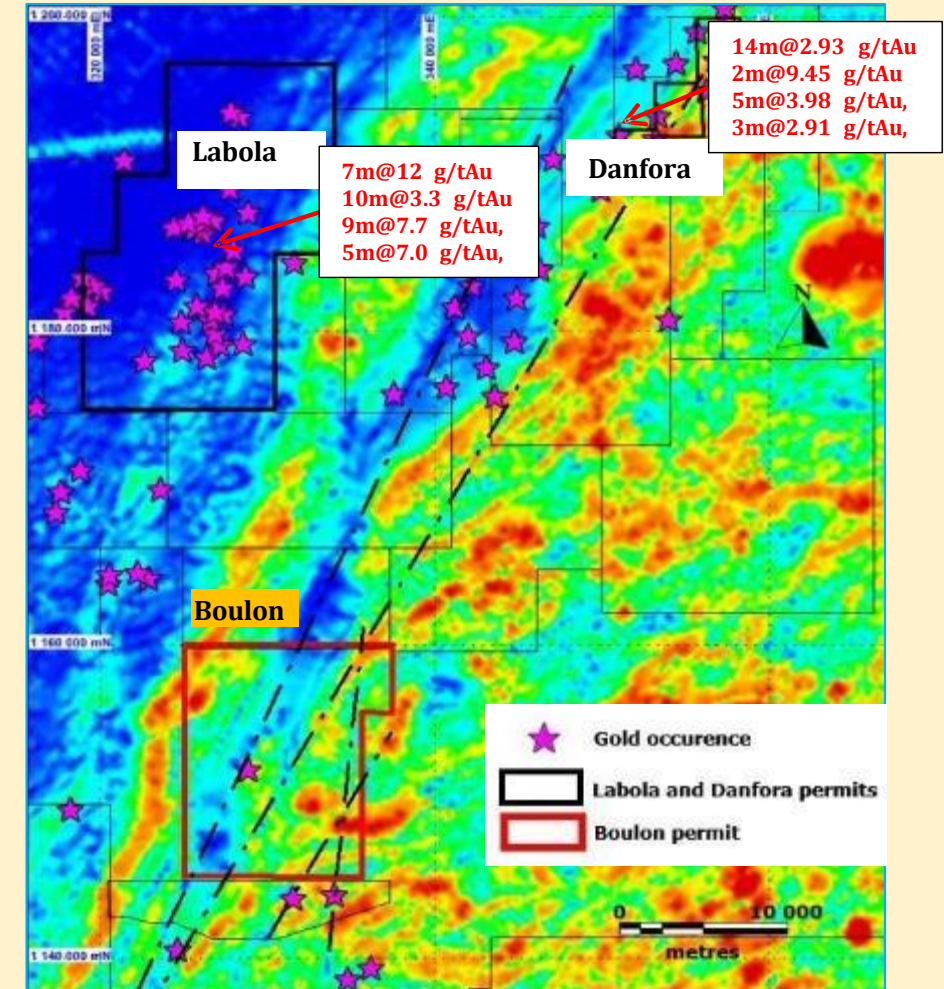 1 200 000 mN
320 000 mE
340 000 mE
14m@2.93 g/tAu
2m@9.45 g/tAu
5m@3.98 g/tAu,
3m@2.91 g/tAu,
Labola
Danfora
7m@12 g/tAu
10m@3.3 g/tAu
9m@7.7 g/tAu,
5m@7.0 g/tAu,
N
1 180 000 mN
Boulon
1 160 000 mN
Gold occurence
Labola and Danfora permits
Boulon permit
0 10 000
metres
1 140 000 mN